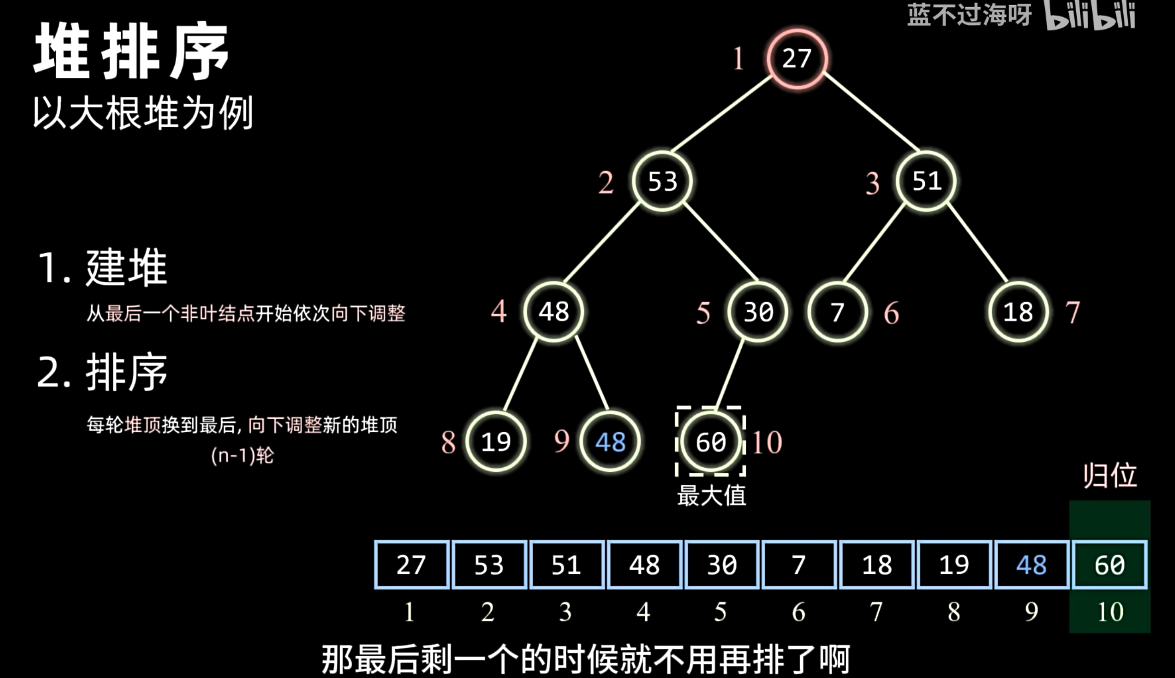 蓝不过海呀 bilibili
堆排序
以大根堆为例
1 27
2 53 3 51
1. 建堆
从最后一个非叶结点开始依次向下调整
4 48 5 30 7 6 18 7
2. 排序
每轮堆顶换到最后, 向下调整新的堆顶
(n-1)轮
8 19 9 48 60 10
最大值
归位
27 53 51 48 30 7 18 19 48 60
1 2 3 4 5 6 7 8 9 10
那最后剩一个的时候就不用再排了啊